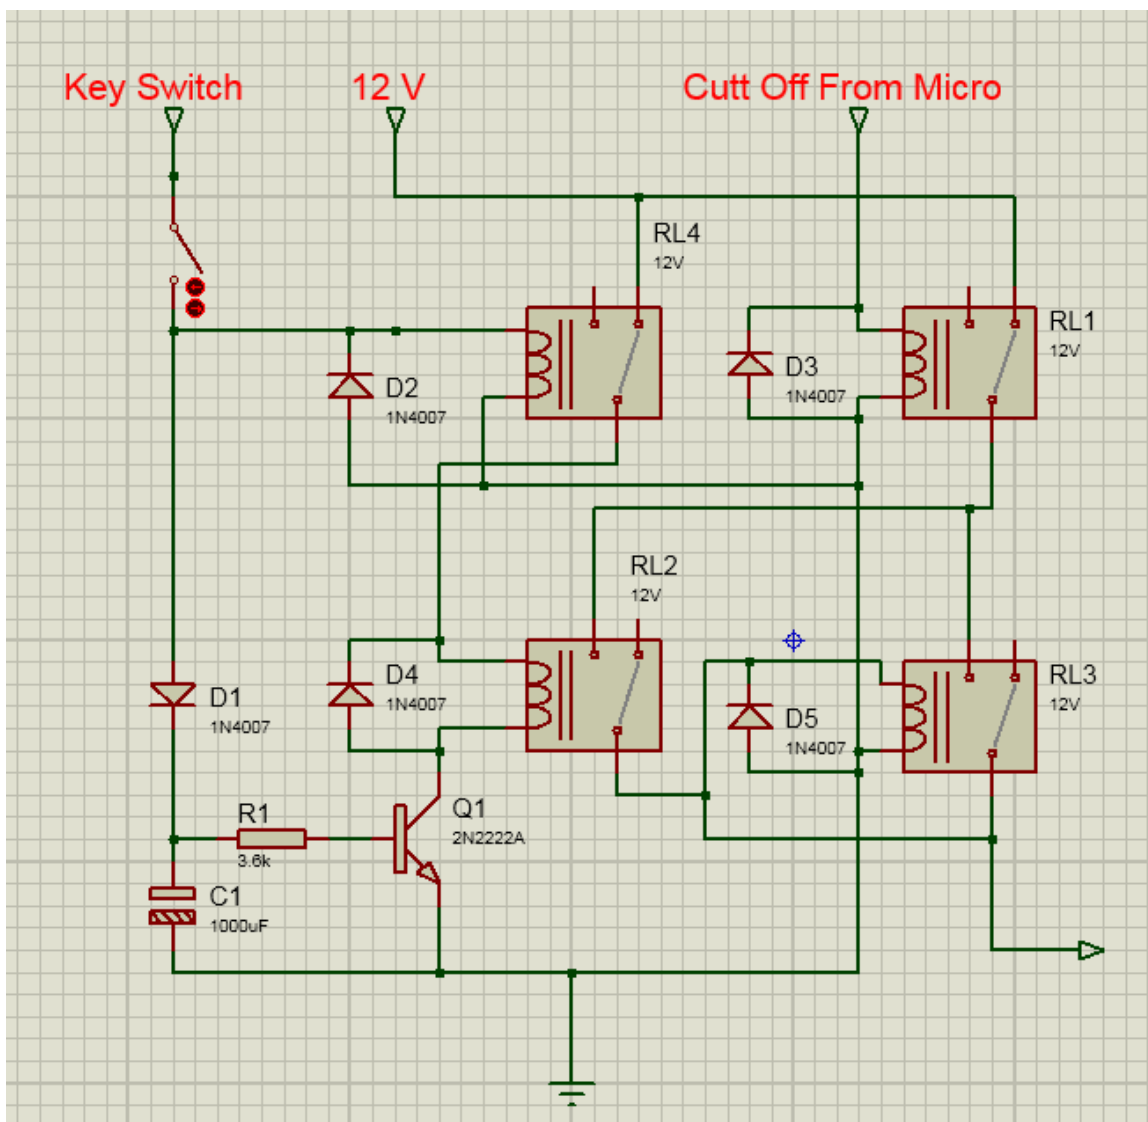 Key Switch
12 V
Cutt Off From Micro
RL4
12V
RL1
12V
D2
1N4007
D3
1N4007
RL2
12V
RL3
12V
D1
1N4007
D4
1N4007
D5
1N4007
R1
3.6k
Q1
2N2222A
C1
1000uF